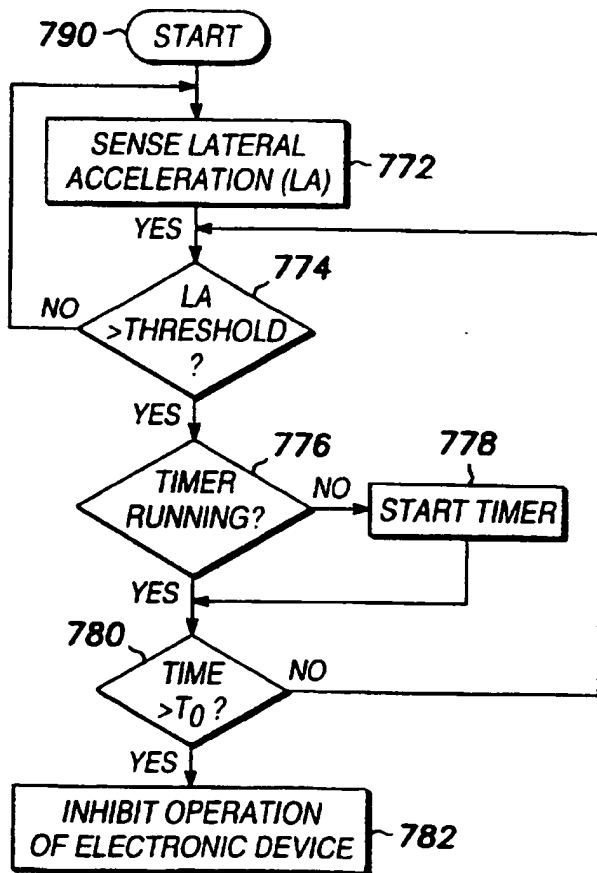 790
START
SENSE LATERAL
ACCELERATION (LA)
772
YES
774
LA
>THRESHOLD
?
NO
YES
776
TIMER
RUNNING?
NO
778
START TIMER
YES
780
TIME
>T0 ?
NO
YES
INHIBIT OPERATION
OF ELECTRONIC DEVICE
782